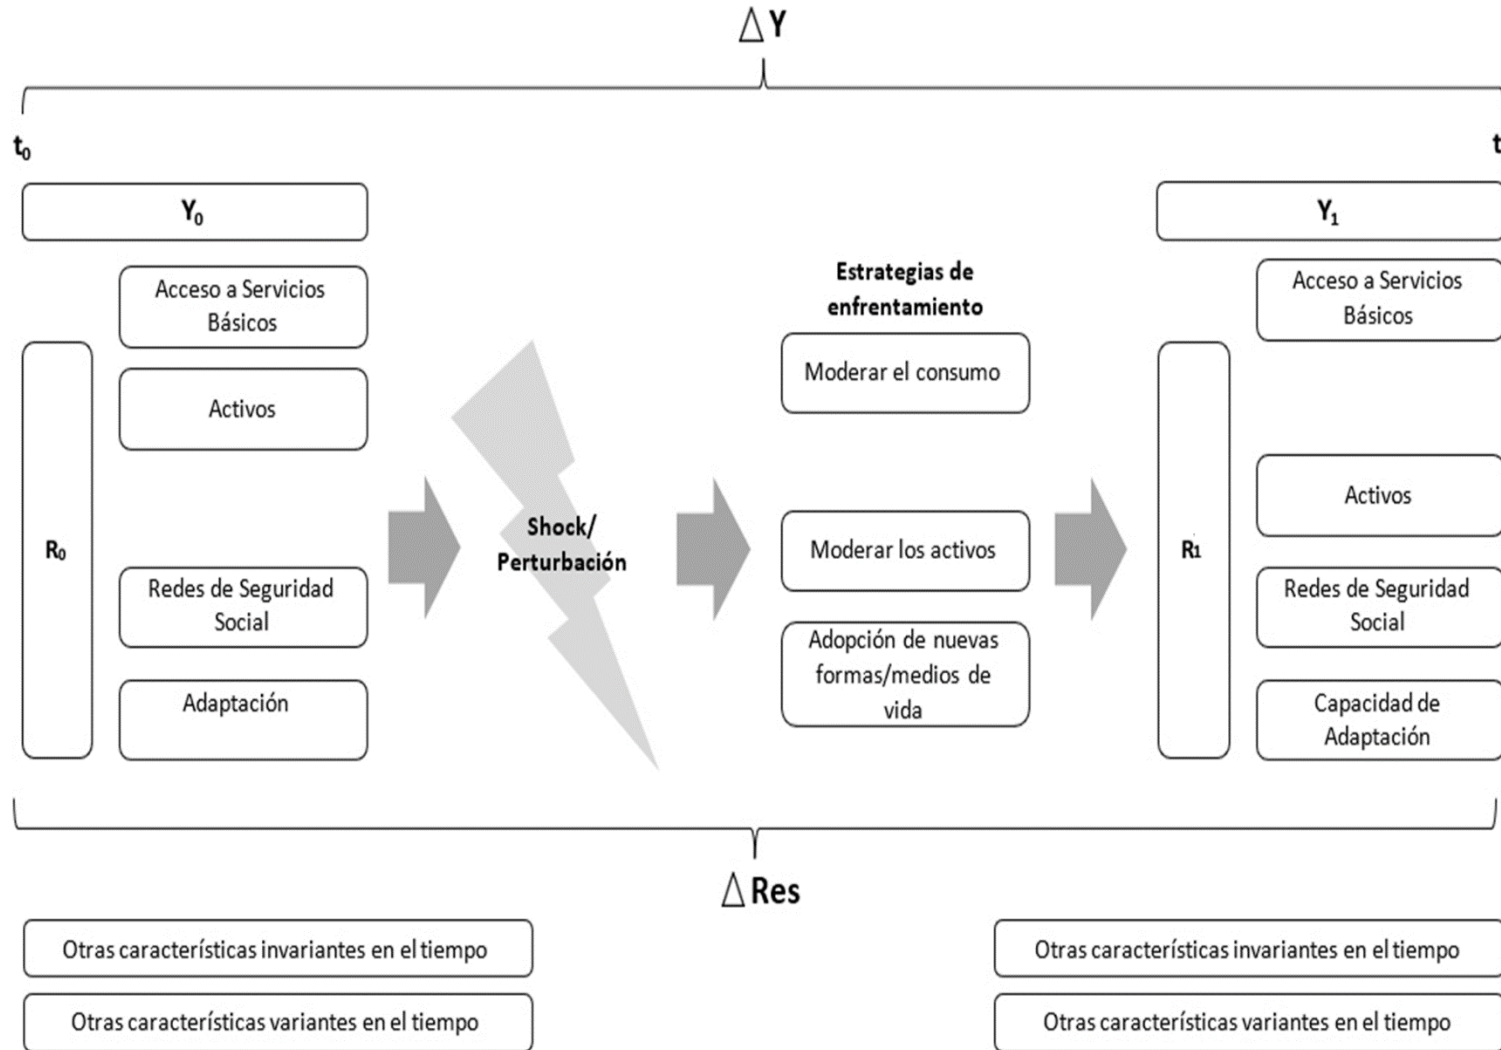 △ Y
t₀
t
Y₀
Y₁
Acceso a Servicios
Básicos
Activos
R₀
Redes de Seguridad
Social
Adaptación
Shock/
Perturbación
Estrategias de
enfrentamiento
Moderar el consumo
Moderar los activos
Adopción de nuevas
formas/medios de
vida
R₁
Acceso a Servicios
Básicos
Activos
Redes de Seguridad
Social
Capacidad de
Adaptación
△ Res
Otras características invariantes en el tiempo
Otras características variantes en el tiempo
Otras características invariantes en el tiempo
Otras características variantes en el tiempo